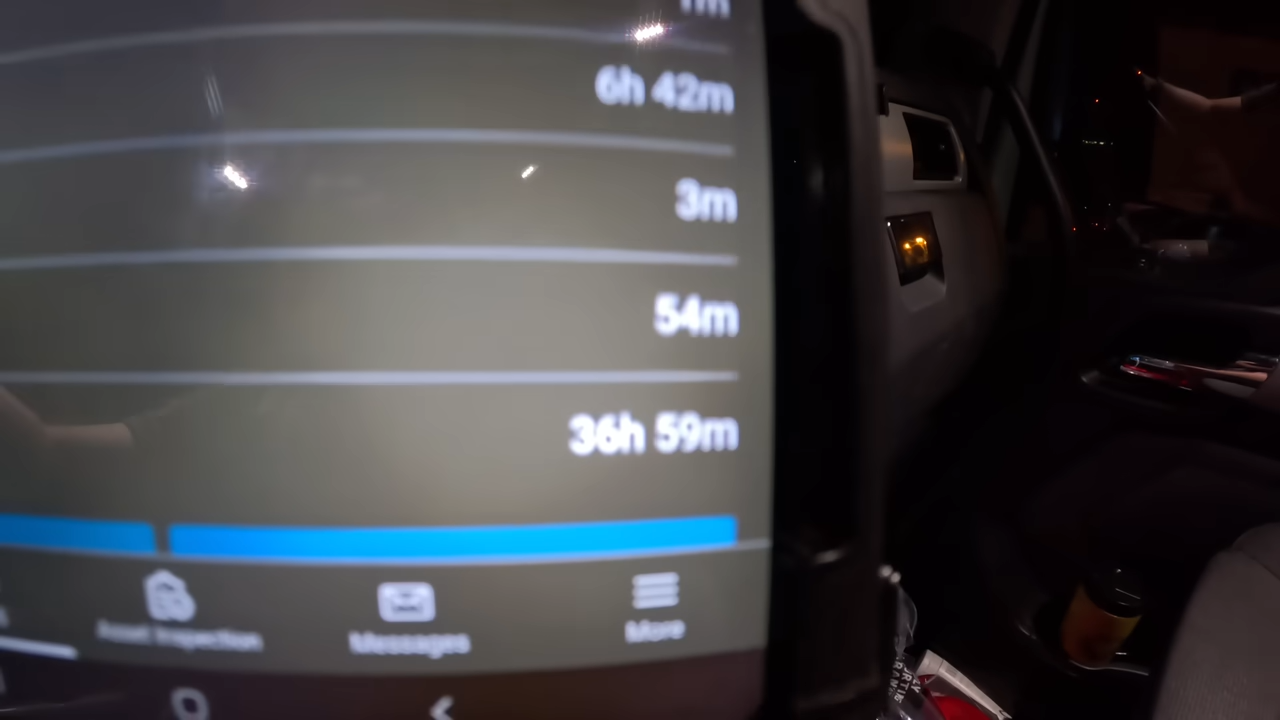 6h 42m
3m
54m
36h 59m
Asset Inspection
Messages
More